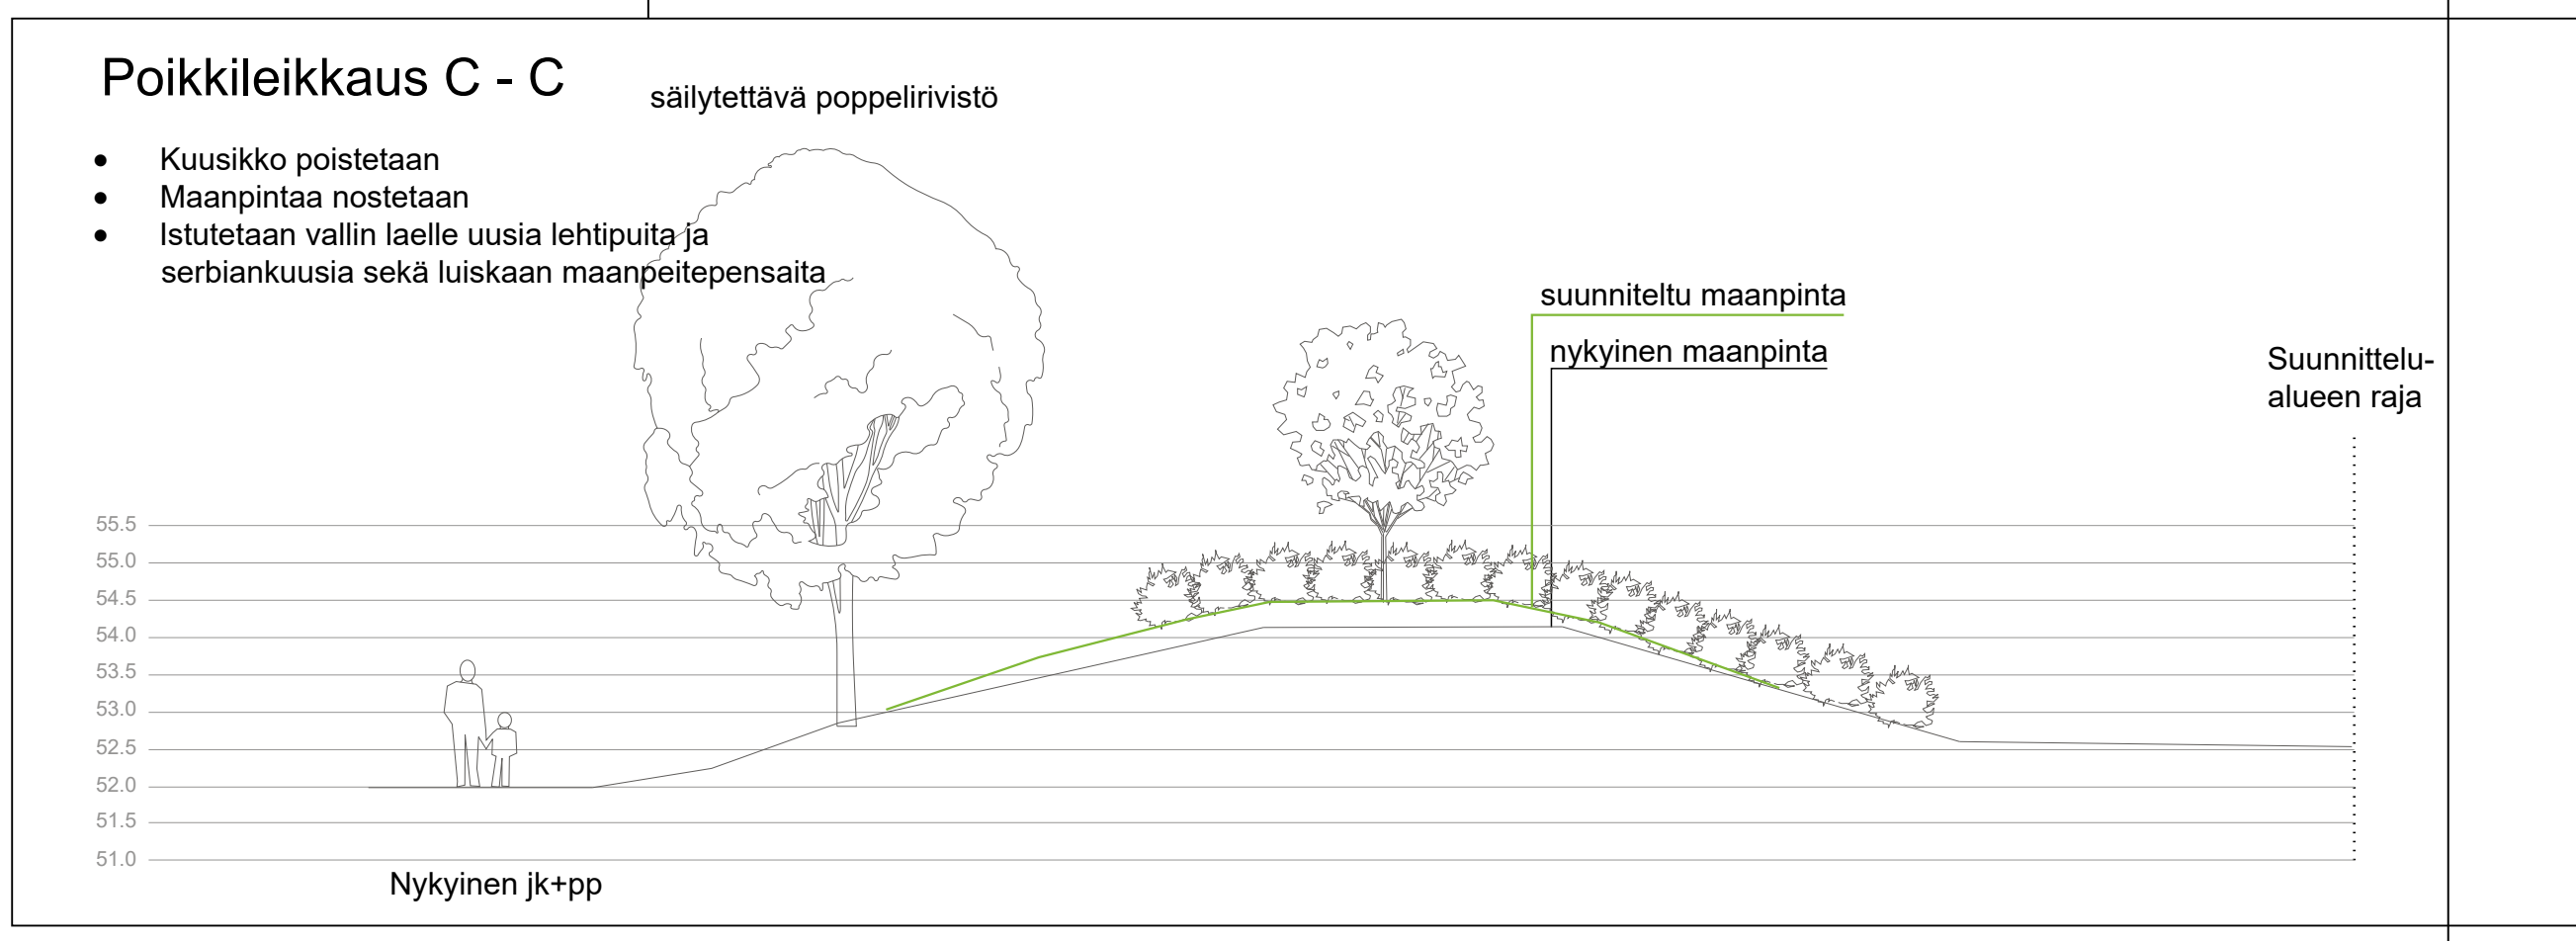 Poikkileikkaus C - C
säilytettävä poppelirivistö
• Kuusikko poistetaan
• Maanpintaa nostetaan
• Istutetaan vallin laelle uusia lehtipuita ja
serbiankuusia sekä luiskaan maanpeitepensaita
suunniteltu maanpinta
nykyinen maanpinta
Suunnittelu-
alueen raja
55.5
55.0
54.5
54.0
53.5
53.0
52.5
52.0
51.5
51.0
Nykyinen jk+pp